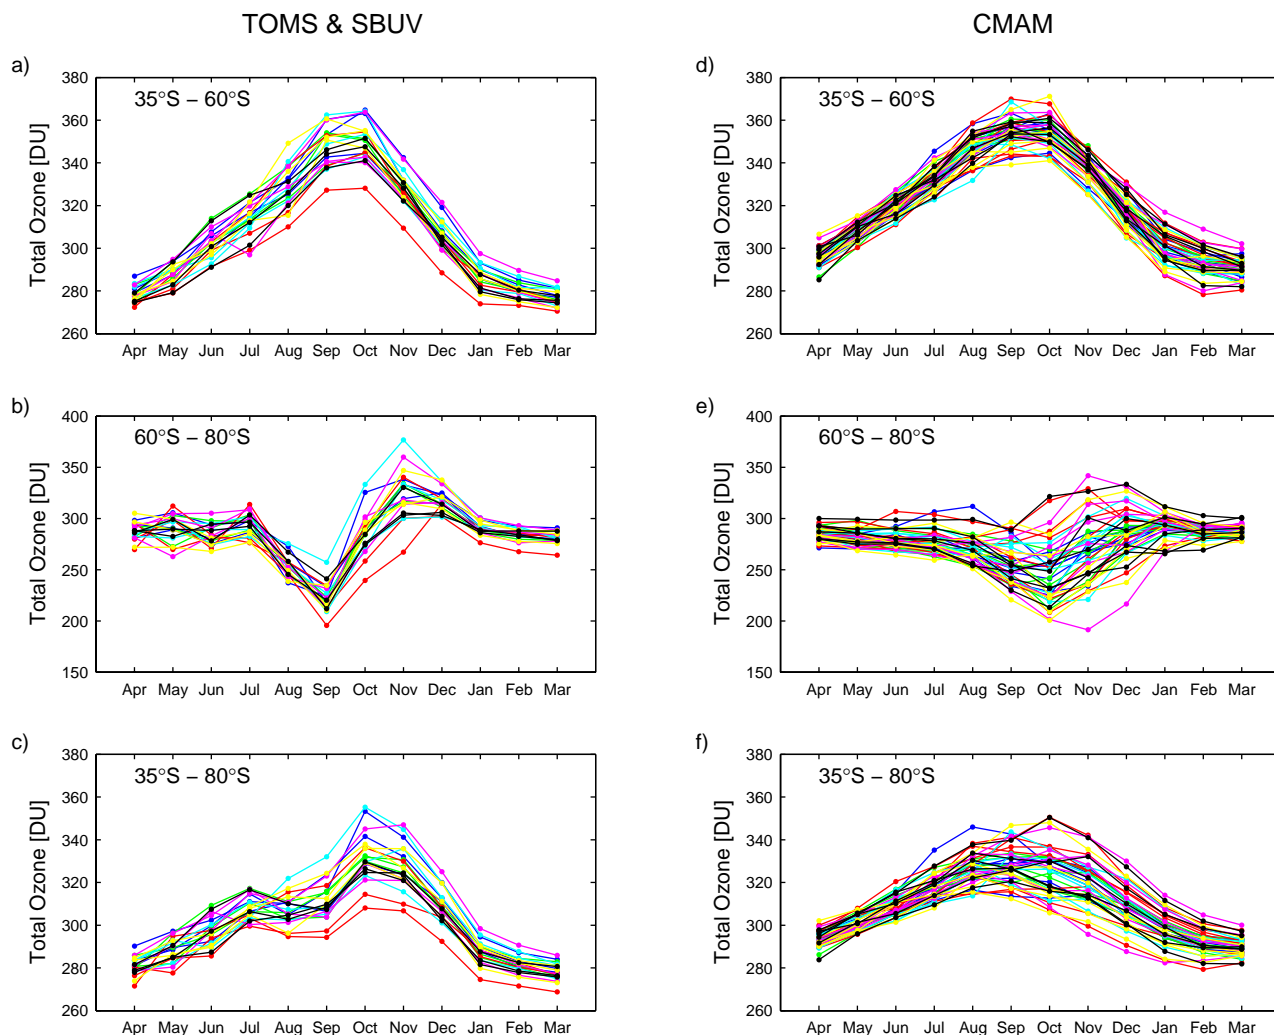 TOMS & SBUV
CMAM
a)
35°S – 60°S
Total Ozone [DU]
380
360
340
320
300
280
260
Apr May Jun Jul Aug Sep Oct Nov Dec Jan Feb Mar
d)
35°S – 60°S
Total Ozone [DU]
380
360
340
320
300
280
260
Apr May Jun Jul Aug Sep Oct Nov Dec Jan Feb Mar
b)
60°S – 80°S
Total Ozone [DU]
400
350
300
250
200
150
Apr May Jun Jul Aug Sep Oct Nov Dec Jan Feb Mar
e)
60°S – 80°S
Total Ozone [DU]
400
350
300
250
200
150
Apr May Jun Jul Aug Sep Oct Nov Dec Jan Feb Mar
c)
35°S – 80°S
Total Ozone [DU]
380
360
340
320
300
280
260
Apr May Jun Jul Aug Sep Oct Nov Dec Jan Feb Mar
f)
35°S – 80°S
Total Ozone [DU]
380
360
340
320
300
280
260
Apr May Jun Jul Aug Sep Oct Nov Dec Jan Feb Mar